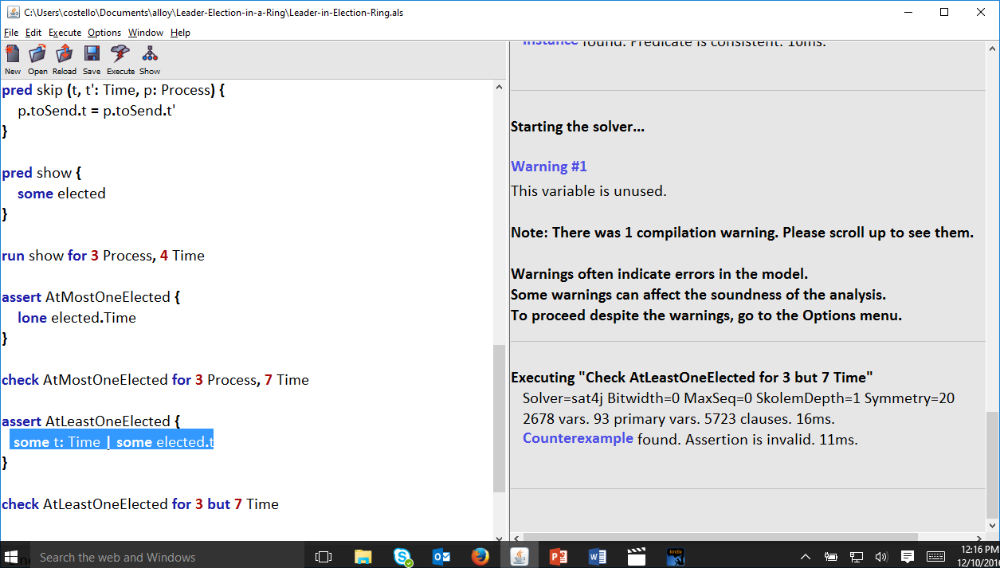 C:\Users\costello\Documents\alloy\Leader-Election-in-a-Ring\Leader-in-Election-Ring.als
File Edit Execute Options Window Help
New Open Reload Save Execute Show
pred skip (t, t': Time, p: Process) {
p.toSend.t = p.toSend.t'
}
pred show {
some elected
}
run show for 3 Process, 4 Time
assert AtMostOneElected {
lone elected.Time
}
check AtMostOneElected for 3 Process, 7 Time
assert AtLeastOneElected {
some t: Time | some elected.t
}
check AtLeastOneElected for 3 but 7 Time
Instance found. Predicate is consistent. 16ms.
Starting the solver...
Warning #1
This variable is unused.
Note: There was 1 compilation warning. Please scroll up to see them.
Warnings often indicate errors in the model.
Some warnings can affect the soundness of the analysis.
To proceed despite the warnings, go to the Options menu.
Executing "Check AtLeastOneElected for 3 but 7 Time"
Solver=sat4j Bitwidth=0 MaxSeq=0 SkolemDepth=1 Symmetry=20
2678 vars. 93 primary vars. 5723 clauses. 16ms.
Counterexample found. Assertion is invalid. 11ms.
Search the web and Windows
kindle
12:16 PM